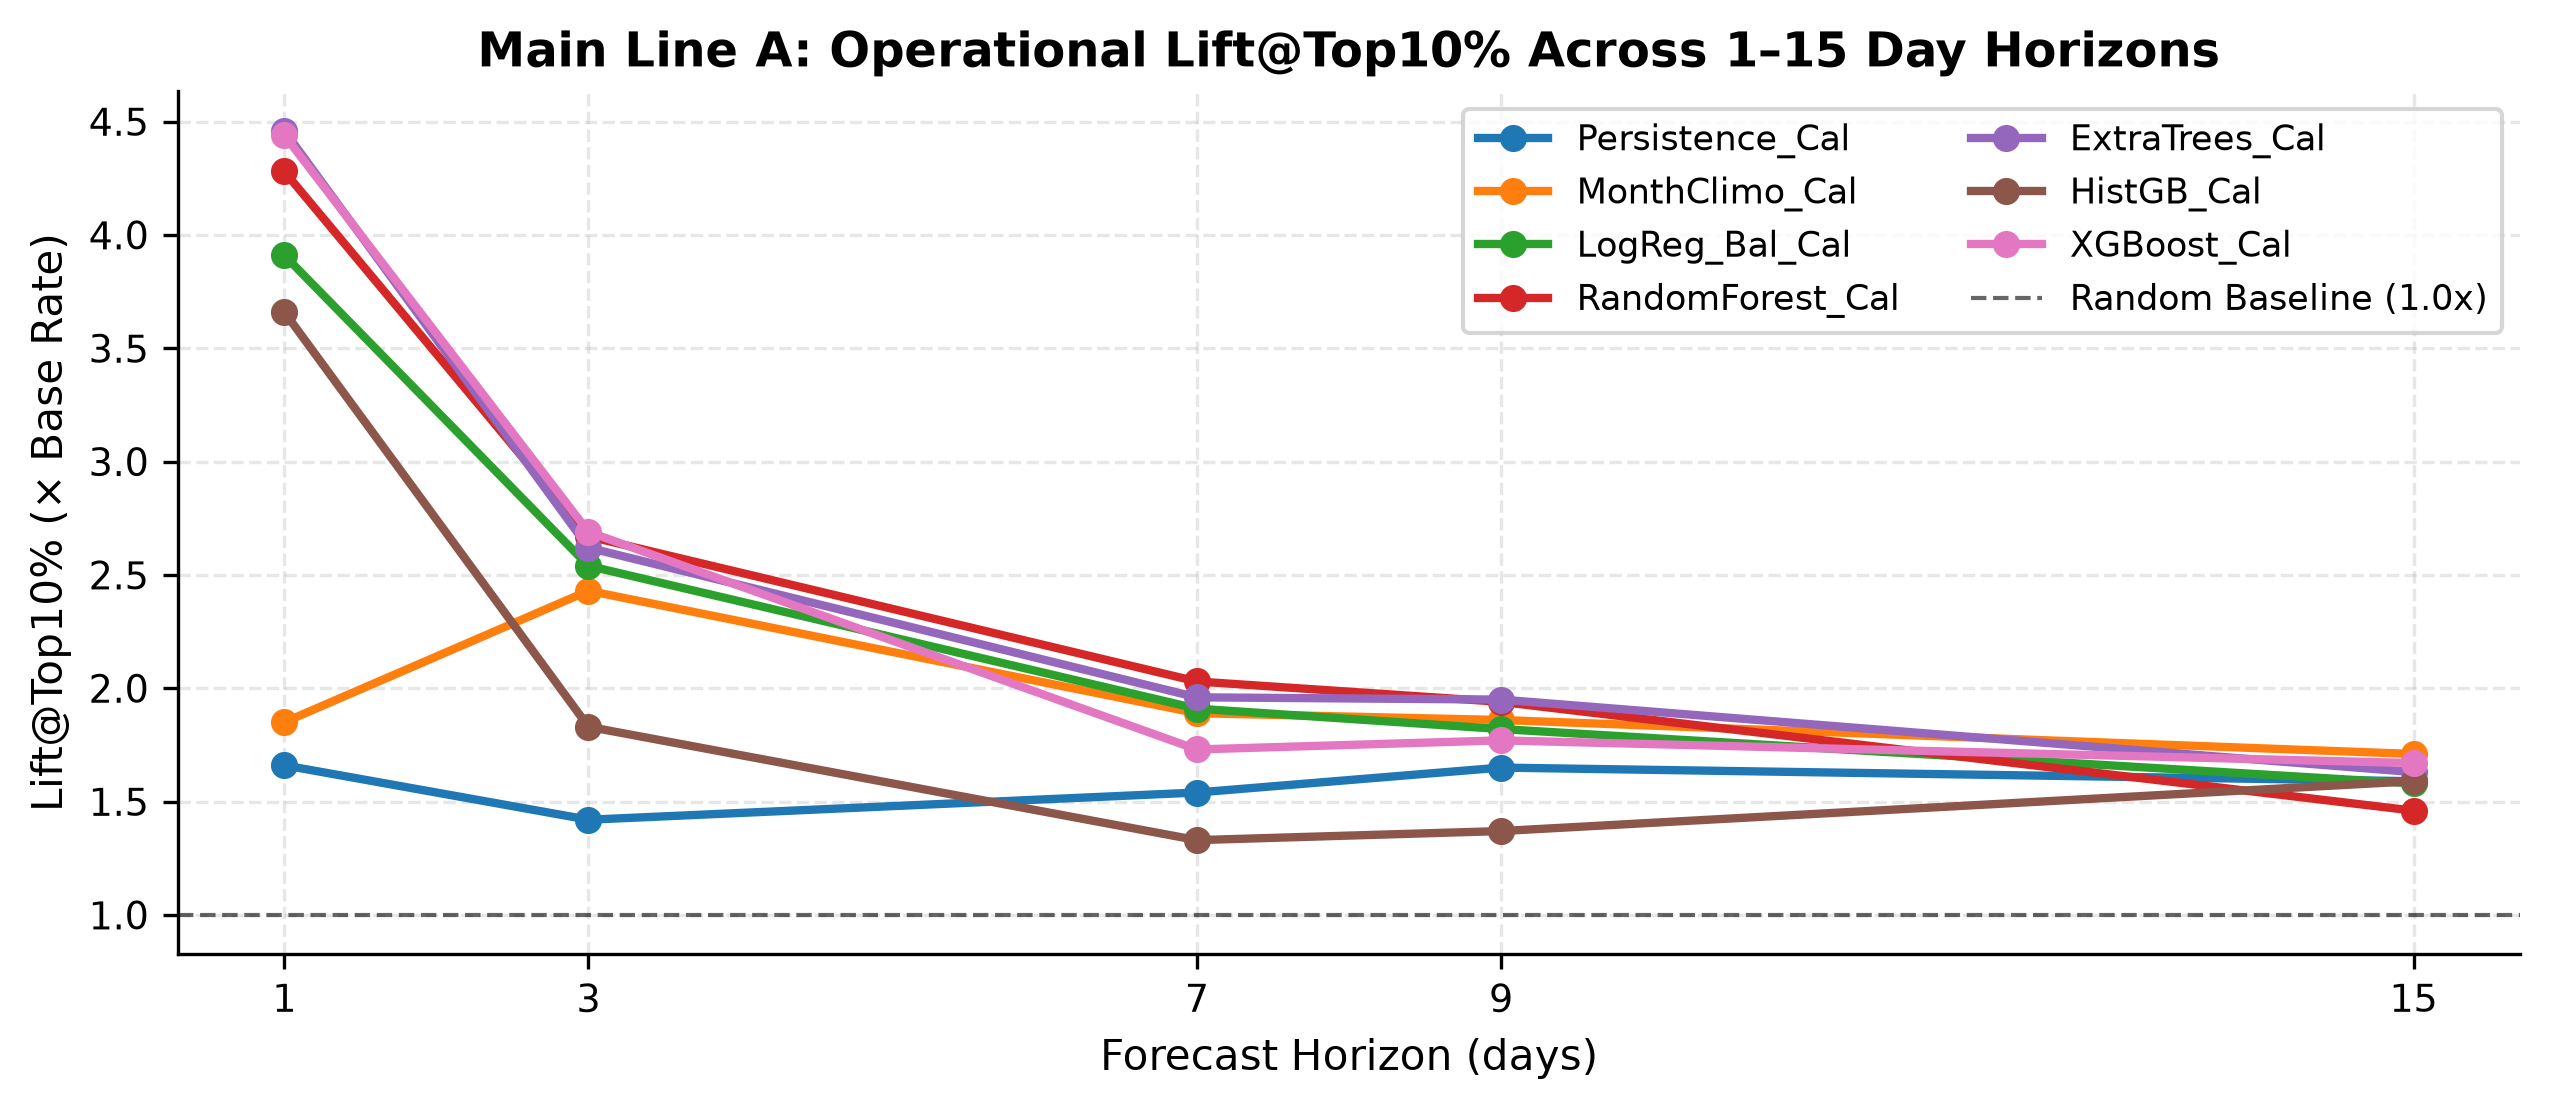 Main Line A: Operational Lift@Top10% Across 1–15 Day Horizons
Lift@Top10% (× Base Rate)
4.5
4.0
3.5
3.0
2.5
2.0
1.5
1.0
Persistence_Cal
MonthClimo_Cal
LogReg_Bal_Cal
RandomForest_Cal
ExtraTrees_Cal
HistGB_Cal
XGBoost_Cal
Random Baseline (1.0x)
1 3 7 9 15
Forecast Horizon (days)